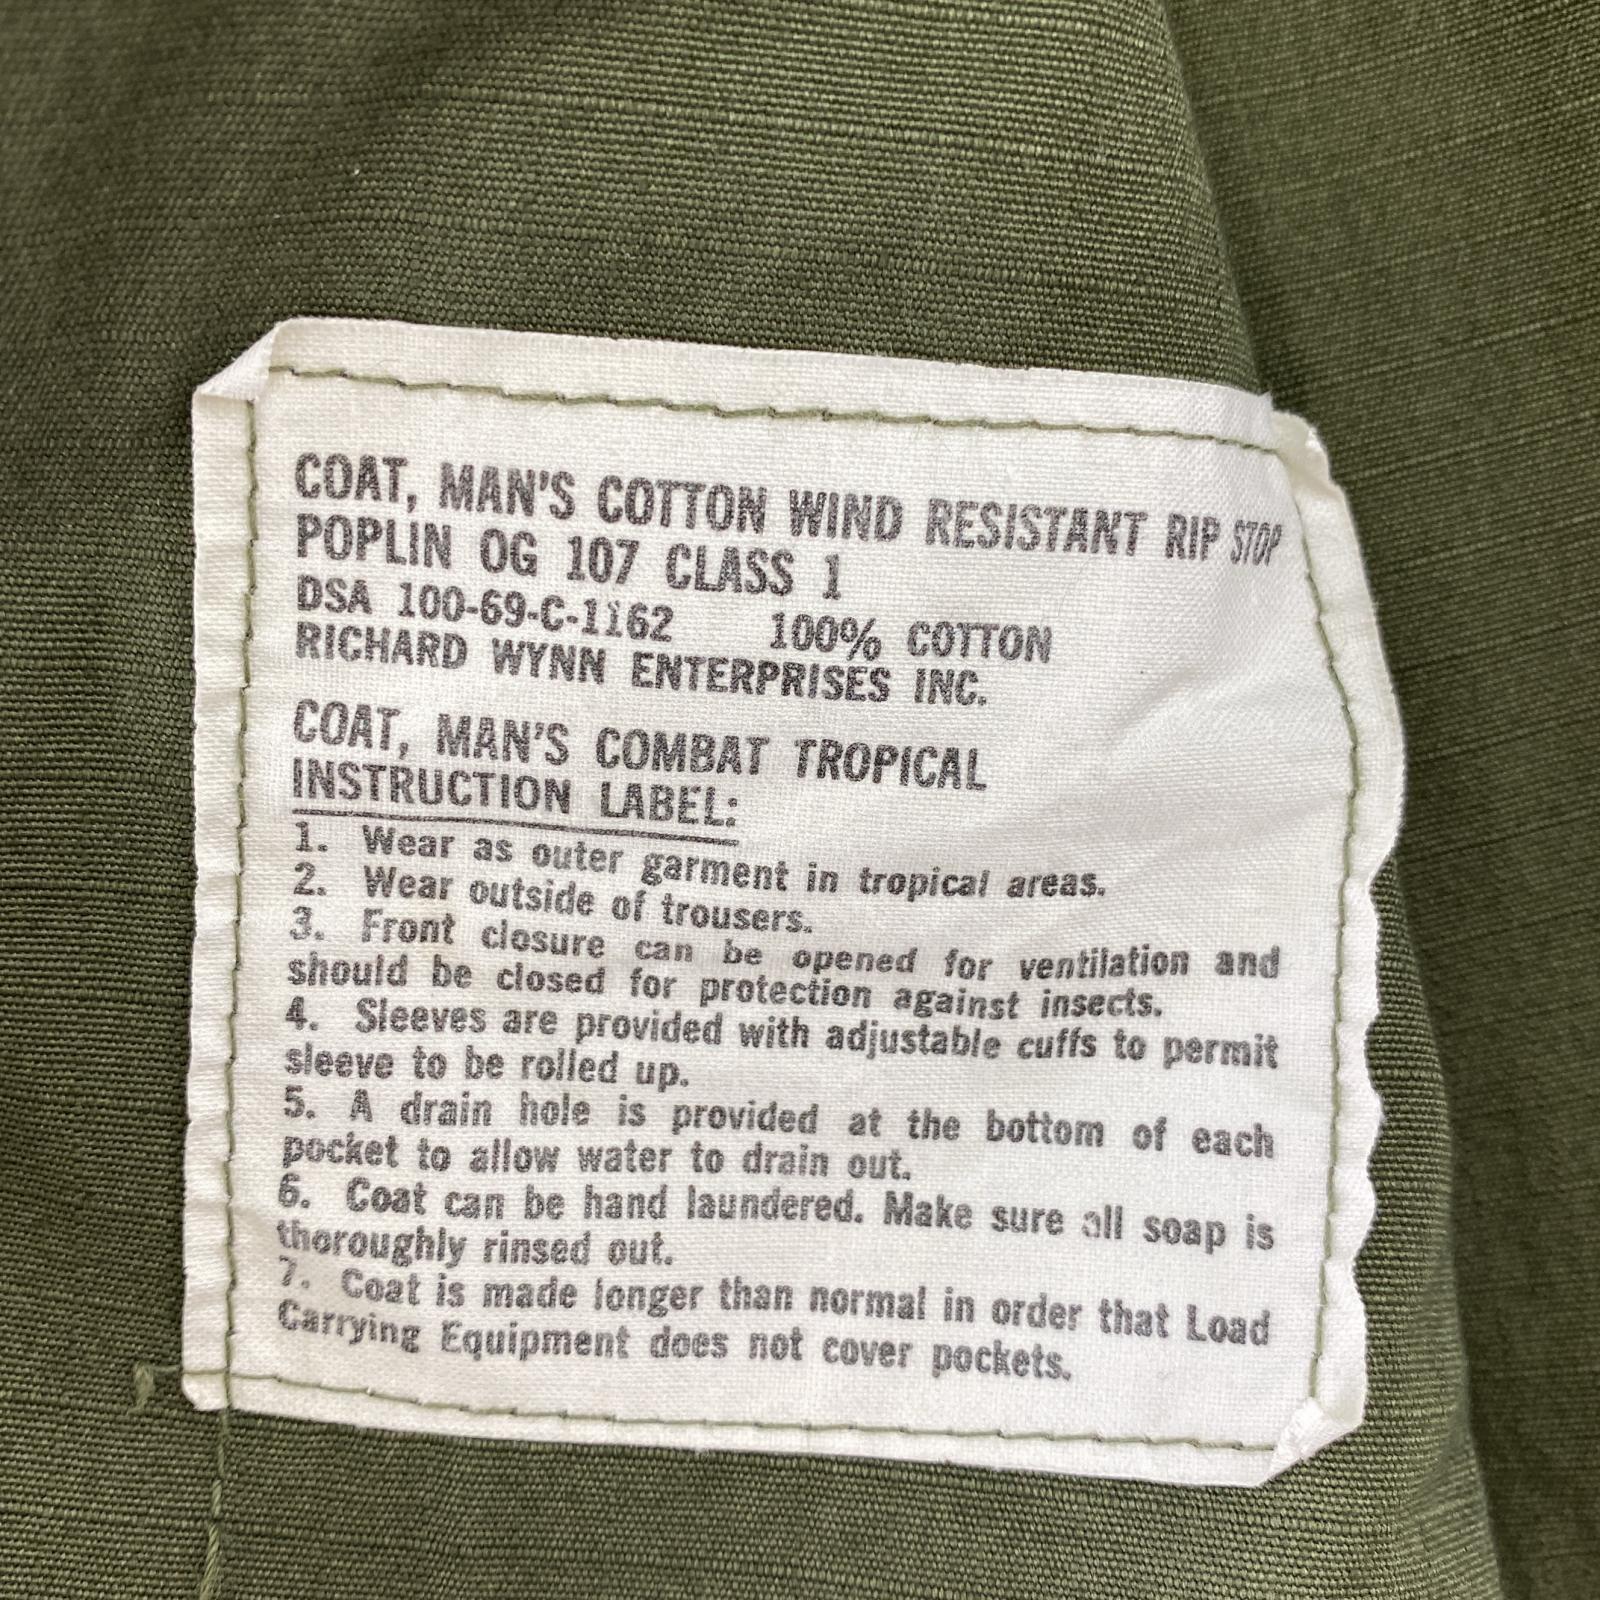 COAT, MAN'S COTTON WIND RESISTANT RIP STOP
POPLIN OG 107 CLASS 1
DSA 100-69-C-1162 100% COTTON
RICHARD WYNN ENTERPRISES INC.
COAT, MAN'S COMBAT TROPICAL
INSTRUCTION LABEL:
1. Wear as outer garment in tropical areas.
2. Wear outside of trousers.
3. Front closure can be opened for ventilation and
should be closed for protection against insects.
4. Sleeves are provided with adjustable cuffs to permit
sleeve to be rolled up.
5. A drain hole is provided at the bottom of each
pocket to allow water to drain out.
6. Coat can be hand laundered. Make sure all soap is
thoroughly rinsed out.
7. Coat is made longer than normal in order that Load
Carrying Equipment does not cover pockets.